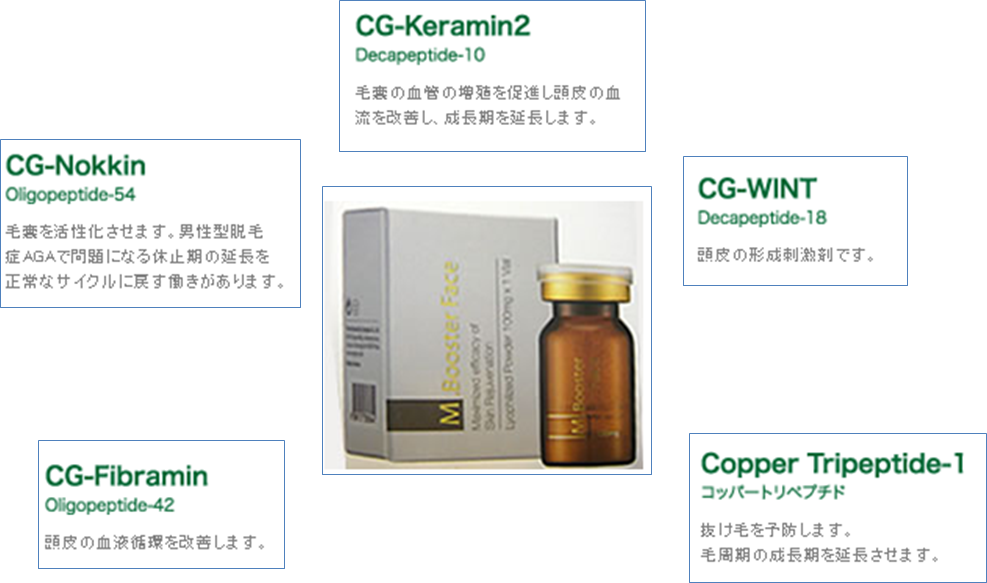 CG-Keramin2
Decapeptide-10
毛嚢の血管の増殖を促進し頭皮の血
流を改善し、成長期を延長します。
CG-Nokkin
Oligopeptide-54
毛嚢を活性化させます。男性型脱毛
症AGAで問題になる休止期の延長を
正常なサイクルに戻す働きがあります。
CG-WINT
Decapeptide-18
頭皮の形成刺激剤です。
M.Booster Face
Maximized efficacy of
Skin Rejuvenation
Lyophilized Powder 100mg x 1 Vial
M.Booster
CG-Fibramin
Oligopeptide-42
頭皮の血液循環を改善します。
Copper Tripeptide-1
コッパートリペプチド
抜け毛を予防します。
毛周期の成長期を延長させます。